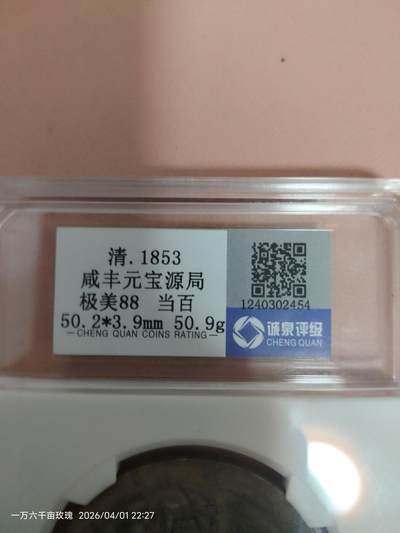 清.1853
咸丰元宝源局
极美88 当百
50.2*3.9mm 50.9g
CHENG QUAN COINS RATING
1240302454
诚泉评级
CHENG QUAN
一万六千亩玫瑰 2026/04/01 22:27